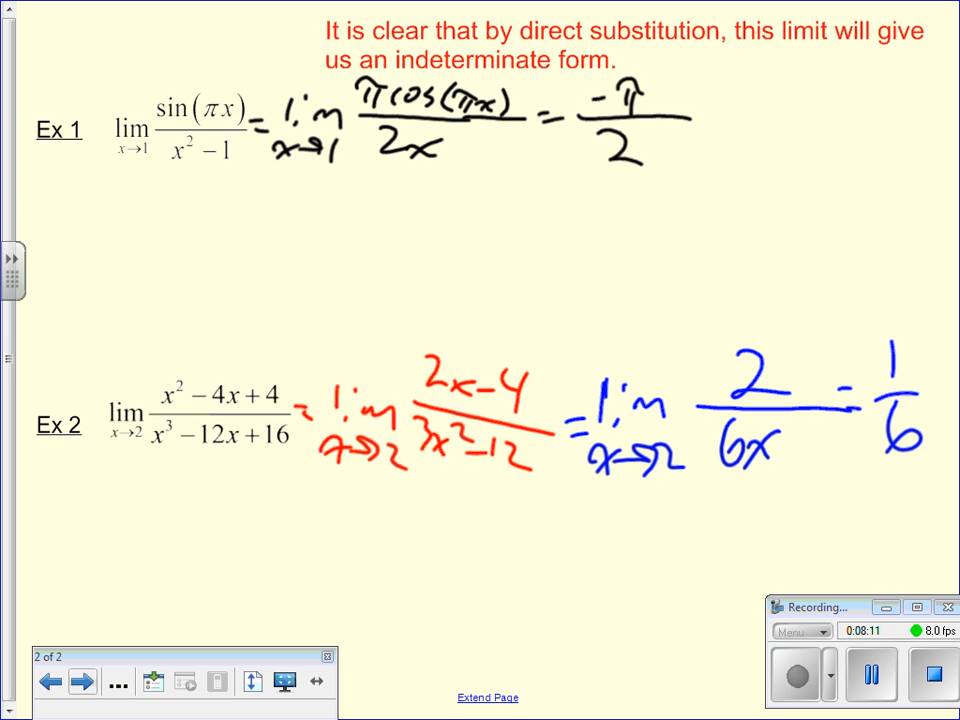 It is clear that by direct substitution, this limit will give
us an indeterminate form.
Ex 1 lim x→1 sin(πx) / x² − 1 = lim x→1 πcos(πx) / 2x = -π / 2
Ex 2 lim x→2 x² − 4x + 4 / x³ − 12x + 16 = lim x→2 2x-4 / 3x²-12 = lim x→2 2 / 6x = 1 / 6
Recording...
Menu 0:08:11 8.0 fps
2 of 2
...
Extend Page